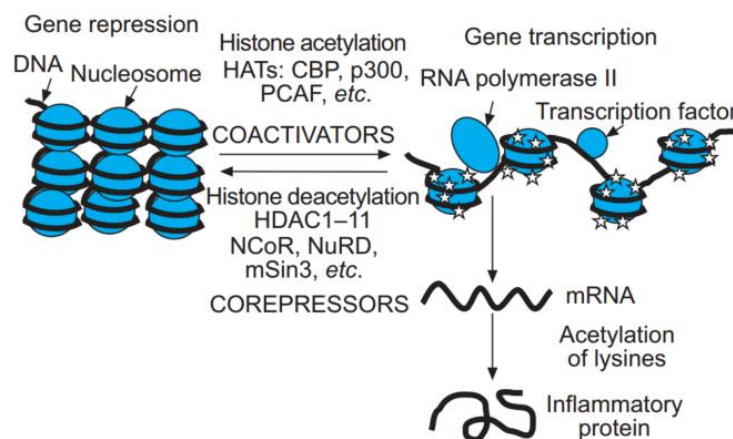 Gene repression
DNA
Nucleosome
Histone acetylation
HATs: CBP, p300,
PCAF, etc.
COACTIVATORS
Histone deacetylation
HDAC1–11
NCoR, NuRD,
mSin3, etc.
COREPRESSORS
Gene transcription
RNA polymerase II
Transcription factor
mRNA
Acetylation
of lysines
Inflammatory
protein